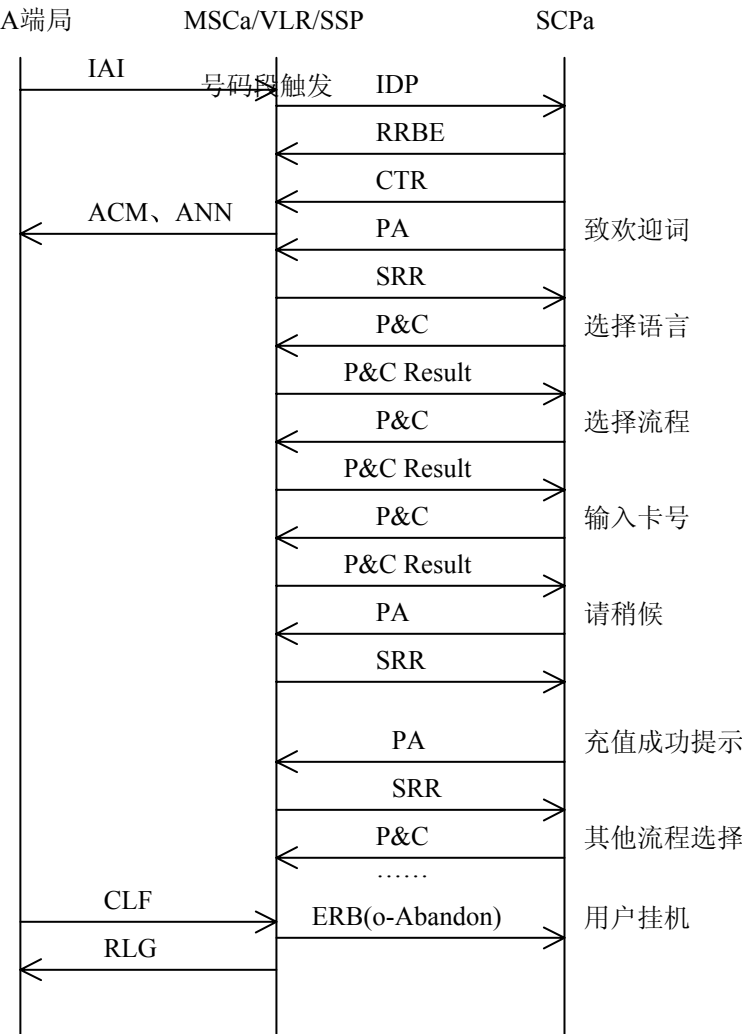 A端局 MSCa/VLR/SSP SCPa
IAI
号码段触发 IDP
RRBE
CTR
ACM、ANN PA 致欢迎词
SRR
P&C 选择语言
P&C Result
P&C 选择流程
P&C Result
P&C 输入卡号
P&C Result
PA 请稍候
SRR
PA 充值成功提示
SRR
P&C 其他流程选择
……
CLF ERB(o-Abandon) 用户挂机
RLG